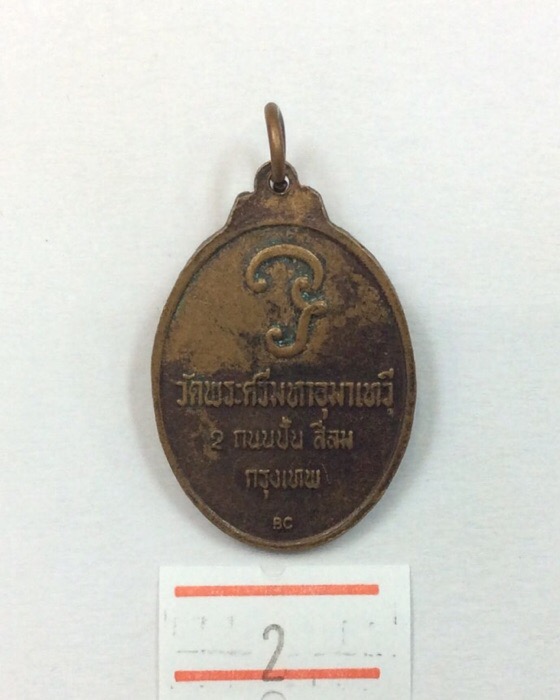 วัดพระศรีมหาอุมาเทวี
2 ถนนปั้น สีลม
กรุงเทพ
BC
2